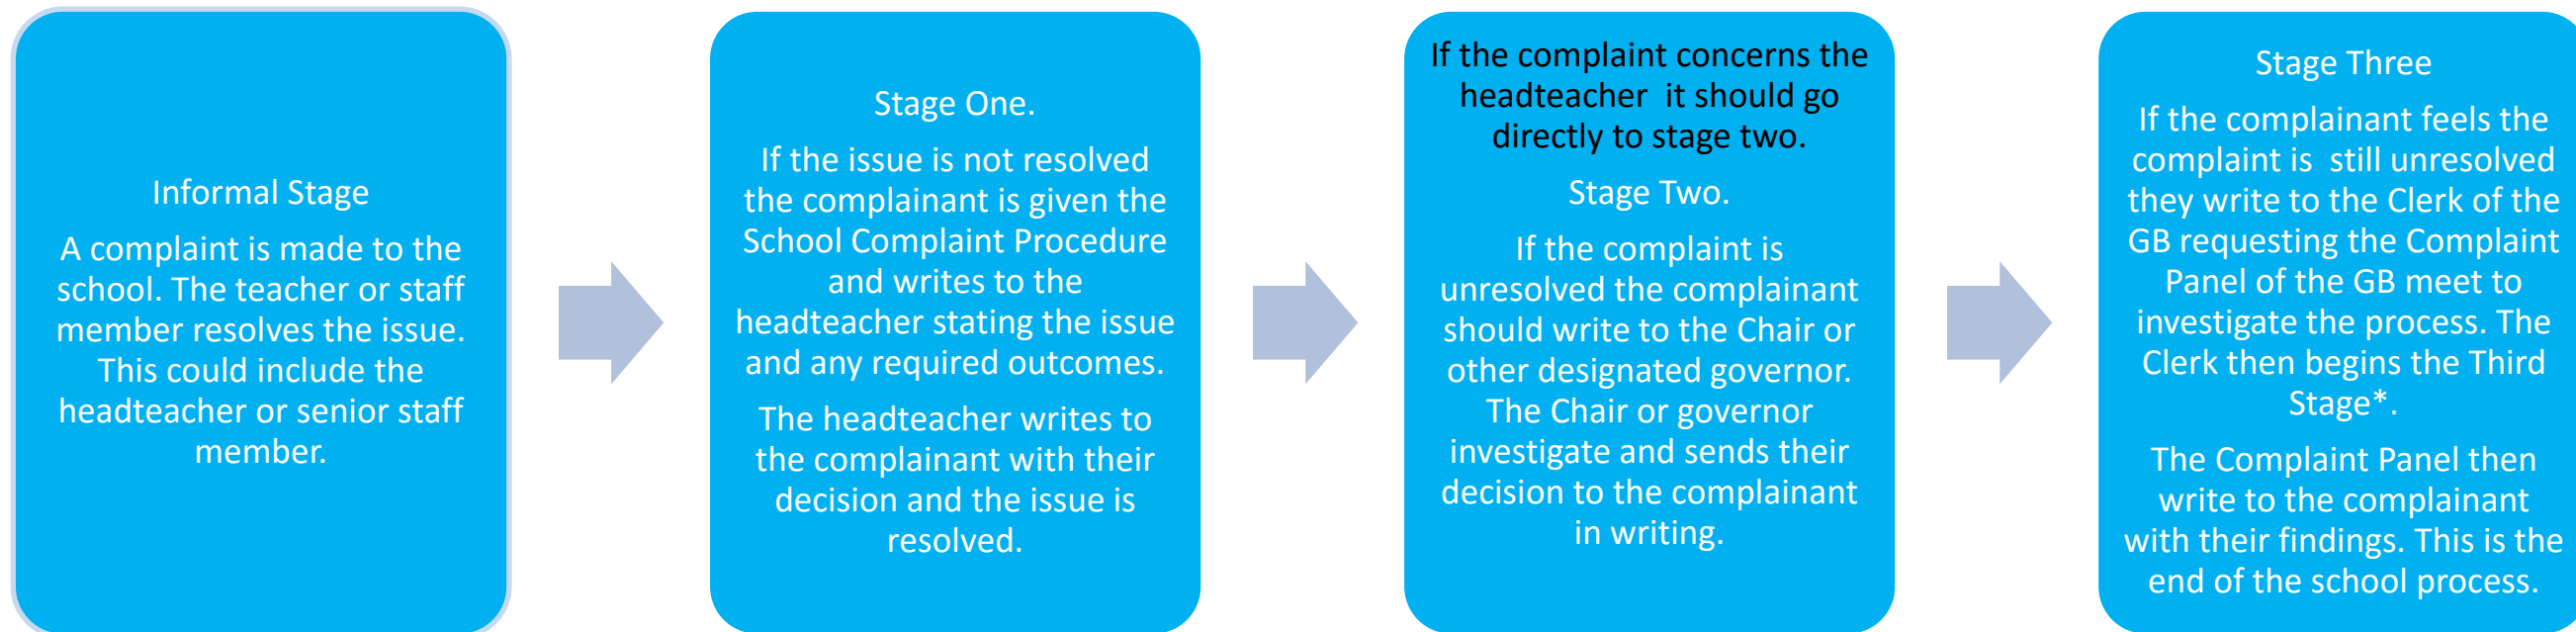 Informal Stage
A complaint is made to the
school. The teacher or staff
member resolves the issue.
This could include the
headteacher or senior staff
member.
Stage One.
If the issue is not resolved
the complainant is given the
School Complaint Procedure
and writes to the
headteacher stating the issue
and any required outcomes.
The headteacher writes to
the complainant with their
decision and the issue is
resolved.
If the complaint concerns the
headteacher it should go
directly to stage two.
Stage Two.
If the complaint is
unresolved the complainant
should write to the Chair or
other designated governor.
The Chair or governor
investigate and sends their
decision to the complainant
in writing.
Stage Three
If the complainant feels the
complaint is still unresolved
they write to the Clerk of the
GB requesting the Complaint
Panel of the GB meet to
investigate the process. The
Clerk then begins the Third
Stage*.
The Complaint Panel then
write to the complainant
with their findings. This is the
end of the school process.